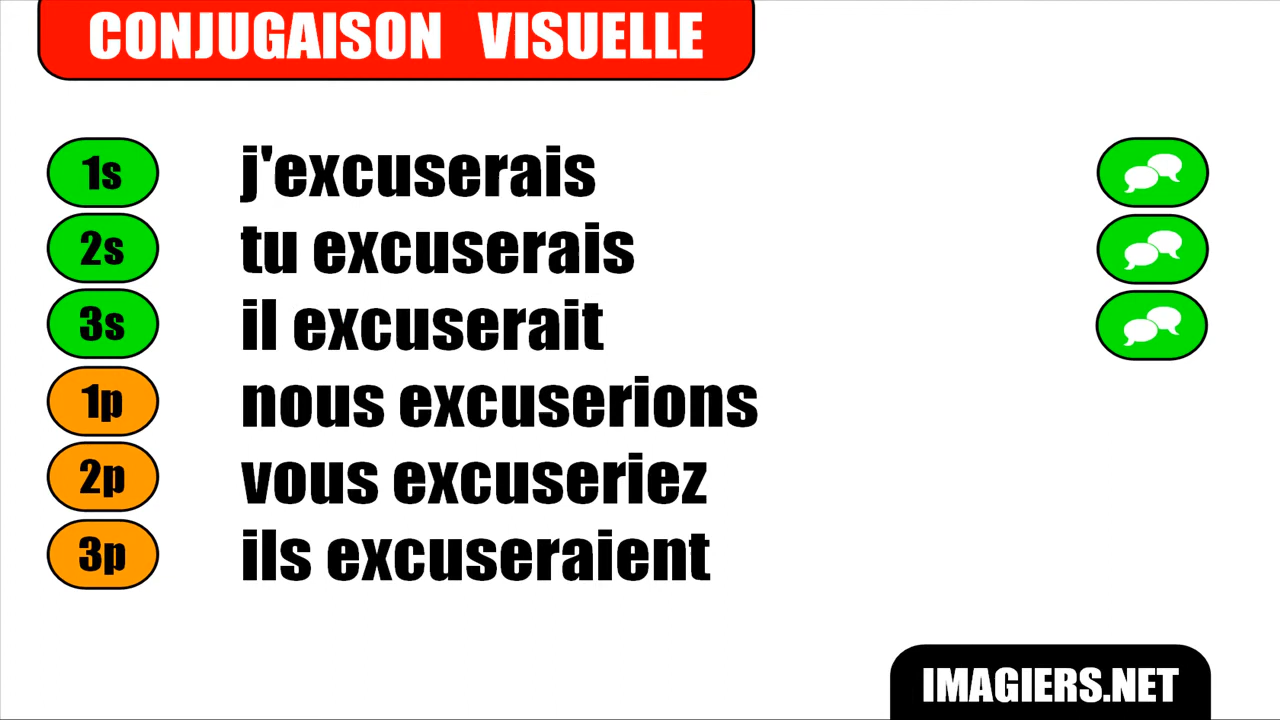 CONJUGAISON VISUELLE
1s j'excuserais
2s tu excuserais
3s il excuserait
1p nous excuserions
2p vous excuseriez
3p ils excuseraient
IMAGIERS.NET